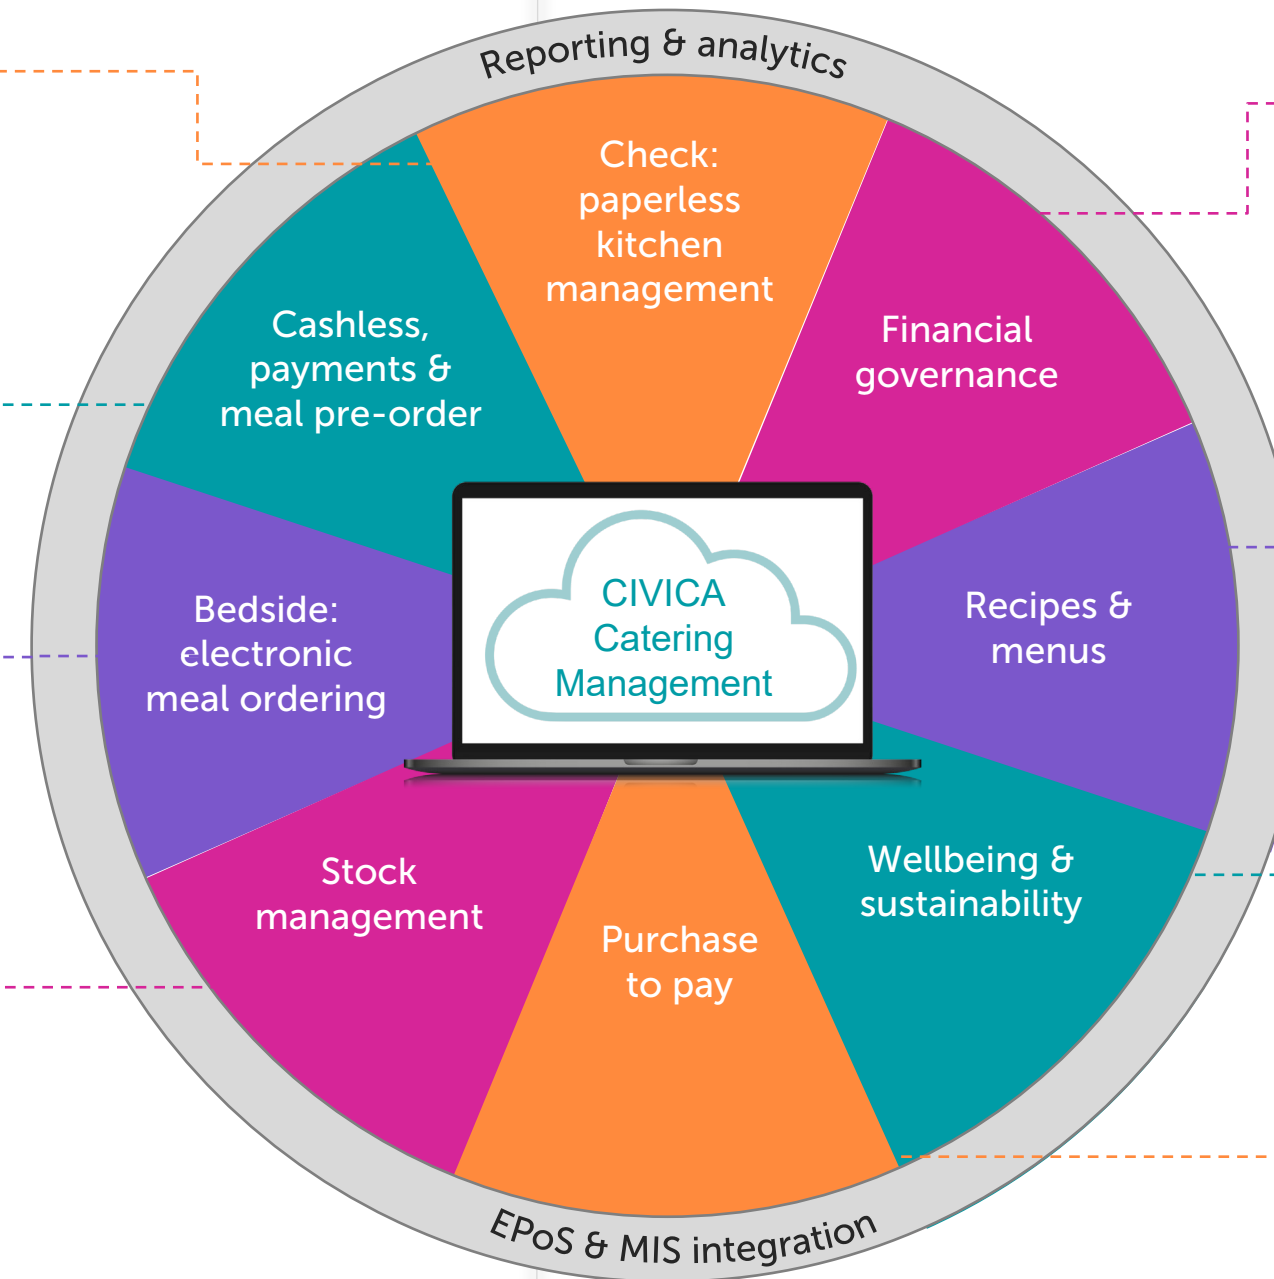 Reporting & analytics
Check:
paperless
kitchen
management
Financial
governance
Recipes &
menus
Wellbeing &
sustainability
Purchase
to pay
Stock
management
Bedside:
electronic
meal ordering
Cashless,
payments &
meal pre-order
CIVICA
Catering
Management
EPoS & MIS integration